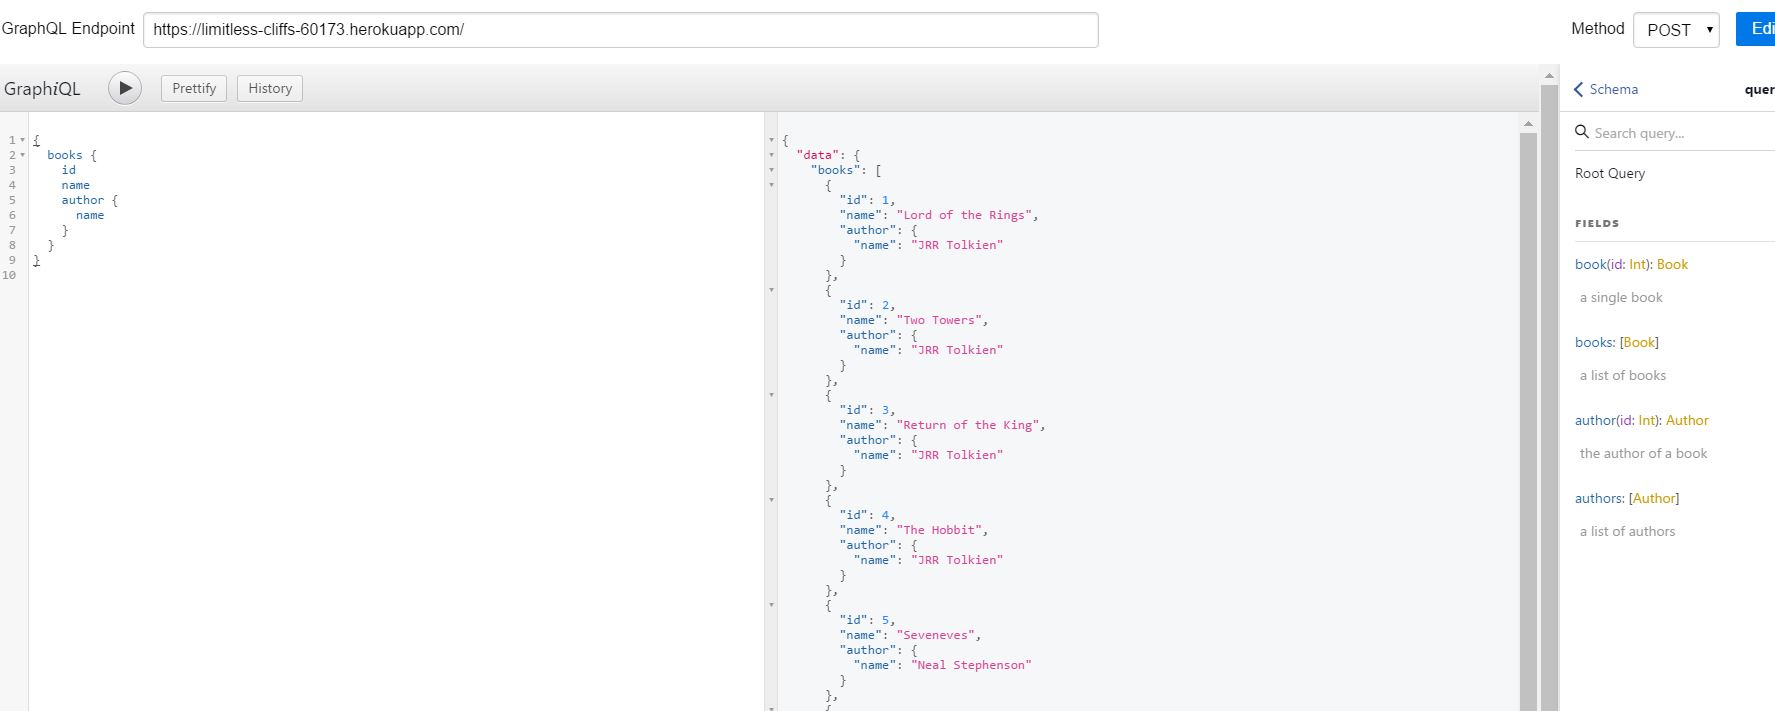 GraphQL Endpoint https://limitless-cliffs-60173.herokuapp.com/ Method POST Edi
GraphiQL Prettify History
1 {
2 books {
3 id
4 name
5 author {
6 name
7 }
8 }
9 }
10
{
"data": {
"books": [
{
"id": 1,
"name": "Lord of the Rings",
"author": {
"name": "JRR Tolkien"
}
},
{
"id": 2,
"name": "Two Towers",
"author": {
"name": "JRR Tolkien"
}
},
{
"id": 3,
"name": "Return of the King",
"author": {
"name": "JRR Tolkien"
}
},
{
"id": 4,
"name": "The Hobbit",
"author": {
"name": "JRR Tolkien"
}
},
{
"id": 5,
"name": "Seveneves",
"author": {
"name": "Neal Stephenson"
}
},
{
Schema quer
Search query...
Root Query
FIELDS
book(id: Int): Book
a single book
books: [Book]
a list of books
author(id: Int): Author
the author of a book
authors: [Author]
a list of authors